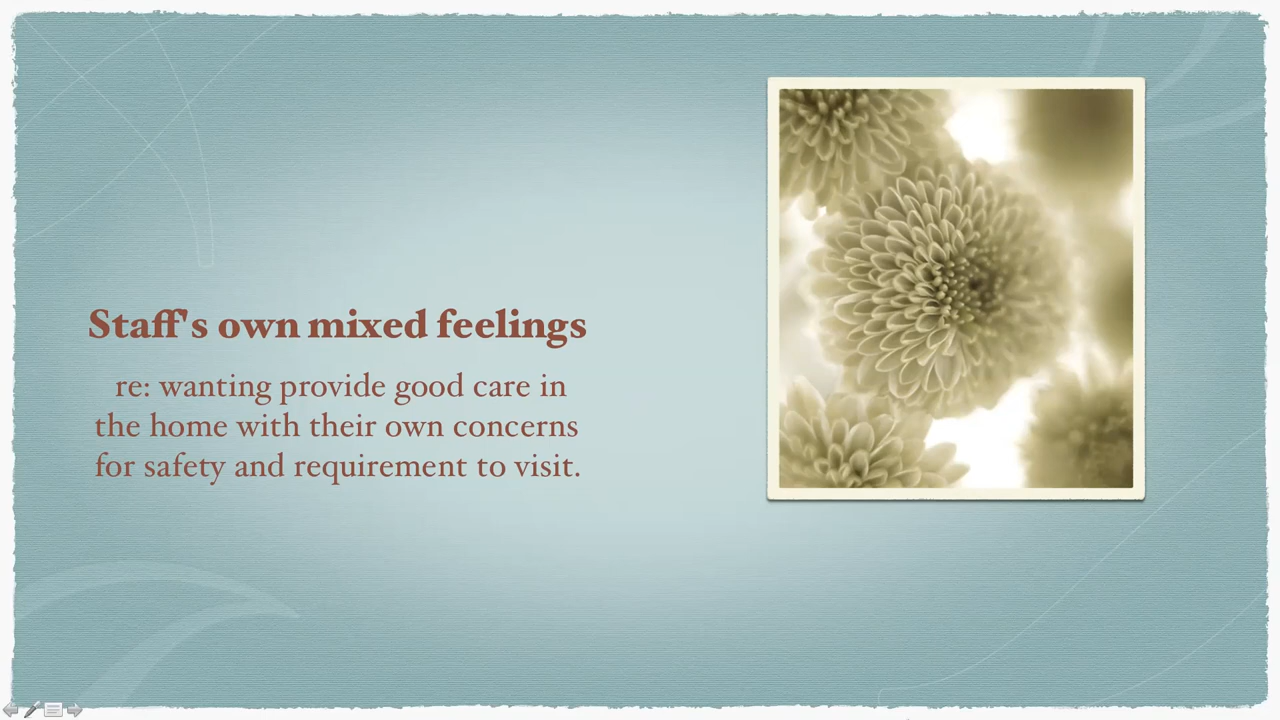 Staff's own mixed feelings
re: wanting provide good care in
the home with their own concerns
for safety and requirement to visit.